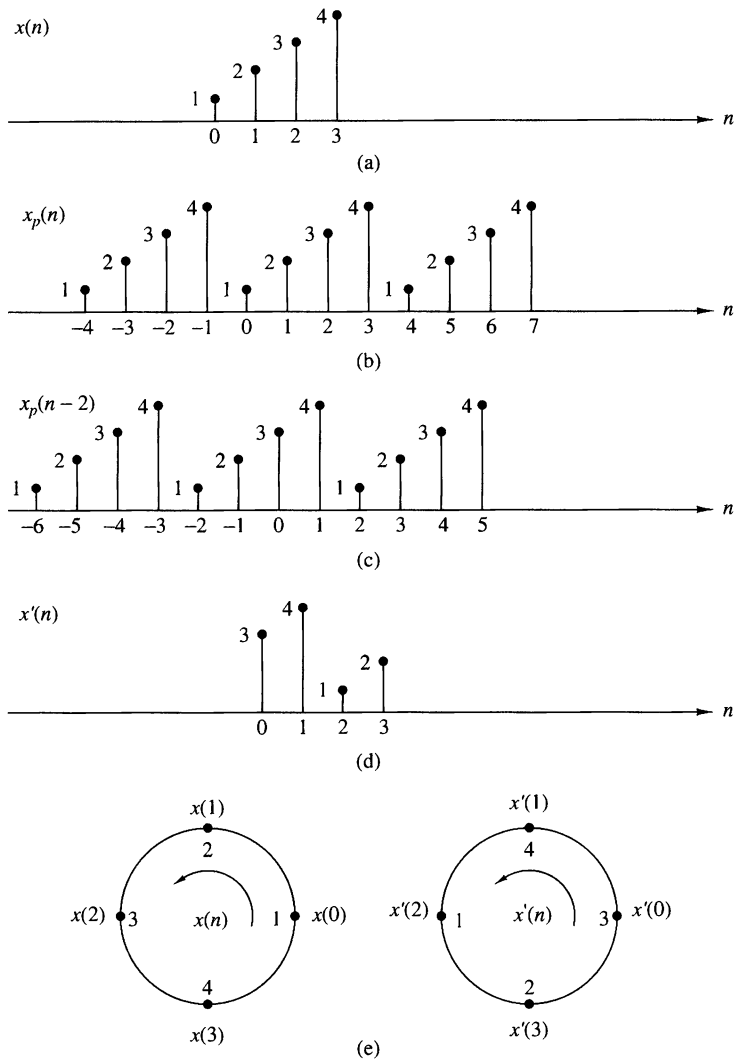 x(n)
4
3
2
1
n
0 1 2 3
(a)
x_p(n)
4 4 4
3 3 3
2 2 2
1 1 1
n
−4 −3 −2 −1 0 1 2 3 4 5 6 7
(b)
x_p(n − 2)
4 4 4
3 3 3
2 2 2
1 1 1
n
−6 −5 −4 −3 −2 −1 0 1 2 3 4 5
(c)
x′(n)
4
3
2
1
n
0 1 2 3
(d)
x(1) x′(1)
2 4
x(2) 3 x(n) 1 x(0) x′(2) 1 x'(n) 3 x′(0)
4 2
x(3) x′(3)
(e)